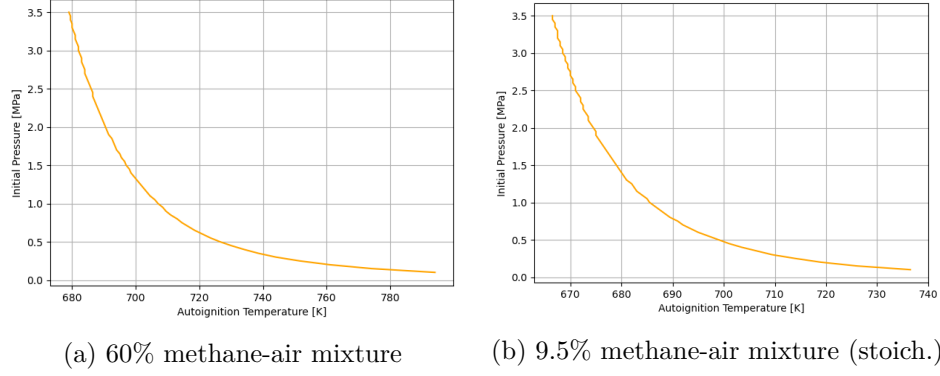 3.5
3.0
2.5
2.0
1.5
1.0
0.5
0.0
Initial Pressure [MPa]
680 700 720 740 760 780
Autoignition Temperature [K]
(a) 60% methane-air mixture
3.5
3.0
2.5
2.0
1.5
1.0
0.5
0.0
Initial Pressure [MPa]
670 680 690 700 710 720 730 740
Autoignition Temperature [K]
(b) 9.5% methane-air mixture (stoich.)